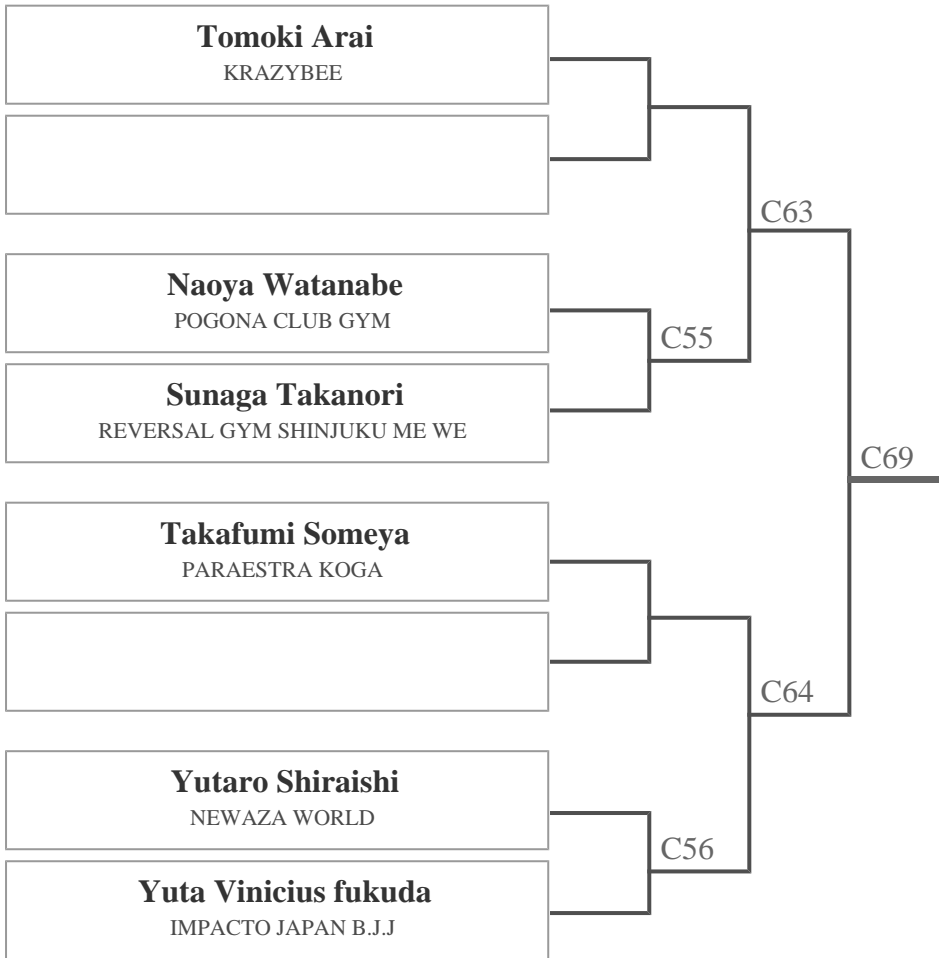 Tomoki Arai
KRAZYBEE
C63
Naoya Watanabe
POGONA CLUB GYM
C55
Sunaga Takanori
REVERSAL GYM SHINJUKU ME WE
C69
Takafumi Someya
PARAESTRA KOGA
C64
Yutaro Shiraishi
NEWAZA WORLD
C56
Yuta Vinicius fukuda
IMPACTO JAPAN B.J.J